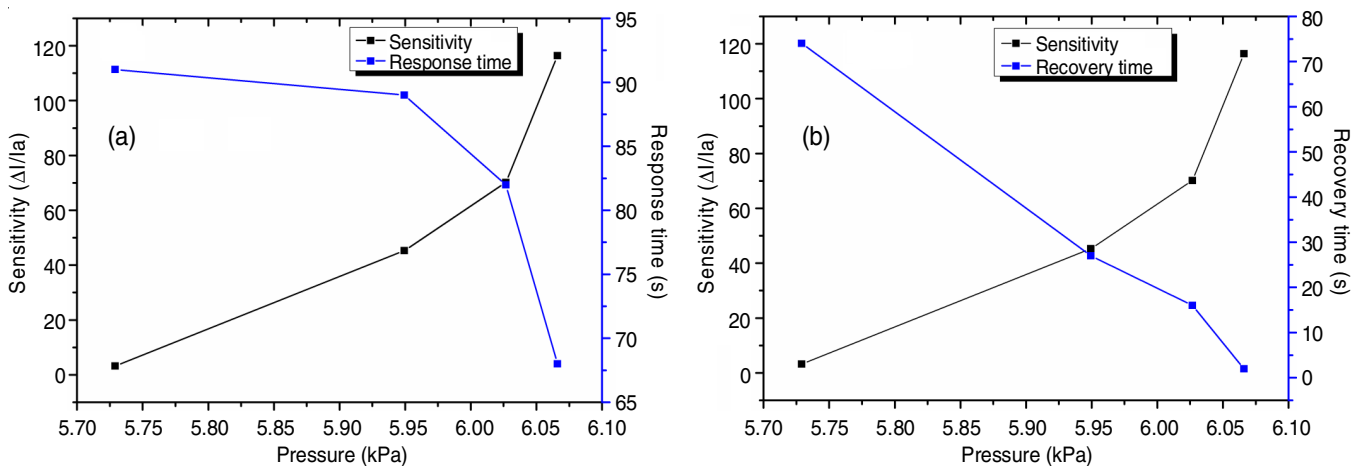 Sensitivity
Response time
(a)
120
100
80
60
40
20
0
Sensitivity (ΔI/Ia)
95
90
85
80
75
70
65
Response time (s)
5.70 5.75 5.80 5.85 5.90 5.95 6.00 6.05 6.10
Pressure (kPa)
Sensitivity
Recovery time
(b)
120
100
80
60
40
20
0
Sensitivity (ΔI/Ia)
80
70
60
50
40
30
20
10
0
Recovery time (s)
5.70 5.75 5.80 5.85 5.90 5.95 6.00 6.05 6.10
Pressure (kPa)